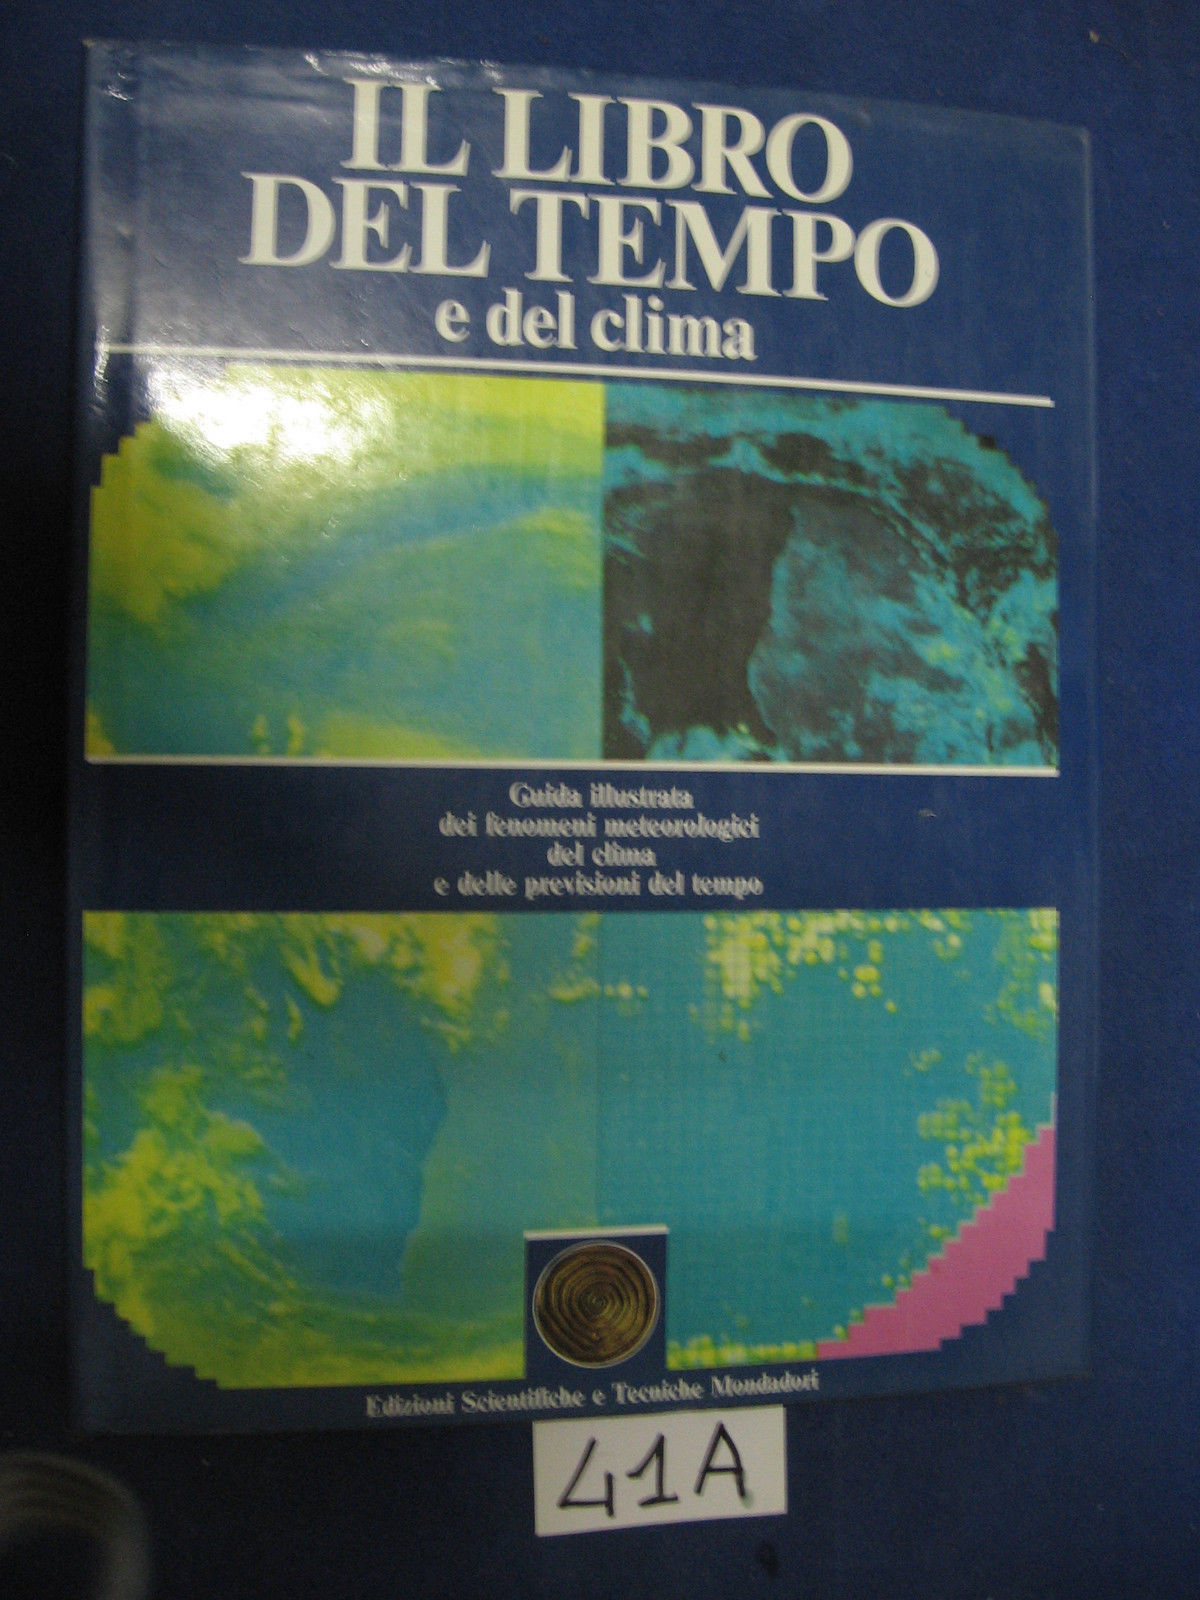 IL LIBRO
DEL TEMPO
e del clima
Guida illustrata
dei fenomeni meteorologici
del clima
e delle previsioni del tempo
Edizioni Scientifiche e Tecniche Mondadori
41A